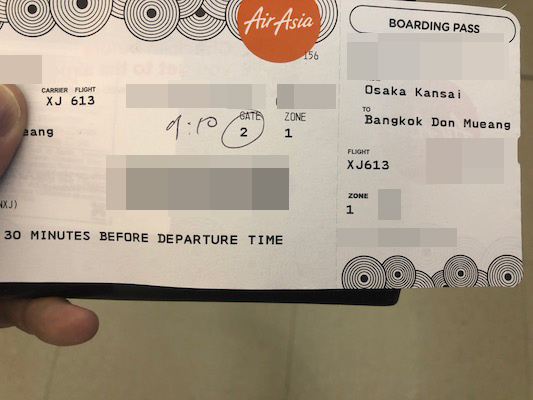 AirAsia
BOARDING PASS
156
CARRIER FLIGHT
XJ 613
eang
9:10
GATE ZONE
2 1
NXJ)
30 MINUTES BEFORE DEPARTURE TIME
Osaka Kansai
TO
Bangkok Don Mueang
FLIGHT
XJ613
ZONE
1